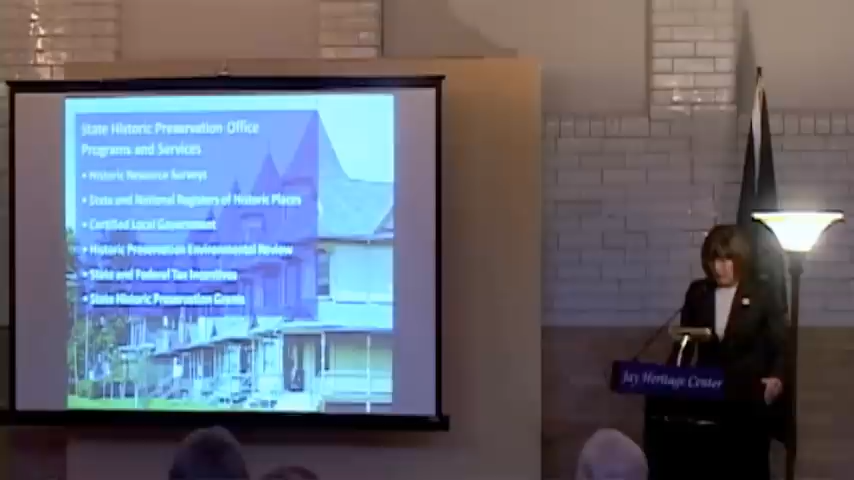 State Historic Preservation Office
Programs and Services
• Historic Resource Surveys
• State and National Registers of Historic Places
• Certified Local Government
• Historic Preservation Environmental Review
• State and Federal Tax Incentives
• State Historic Preservation Grants
Jay Heritage Center